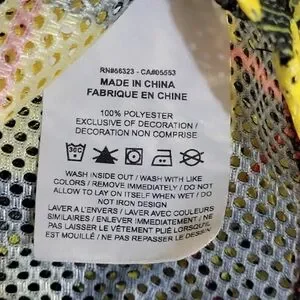 RN#56323 - CA#05553
MADE IN CHINA
FABRIQUE EN CHINE
100% POLYESTER
EXCLUSIVE OF DECORATION /
DECORATION NON COMPRISE
WASH INSIDE OUT / WASH WITH LIKE
COLORS / REMOVE IMMEDIATELY / DO NOT
ALLOW TO LAY ON ITSELF WHEN WET / DO
NOT IRON DESIGN
LAVER A L'ENVERS / LAVER AVEC COULEURS
SIMILAIRES / ENLEVER IMMEDIATEMENT / NE
PAS LAISSER LE VÊTEMENT PLIÉ LORSQU'IL
EST MOUILLÉ / NE PAS REPASSER LE DESSIN